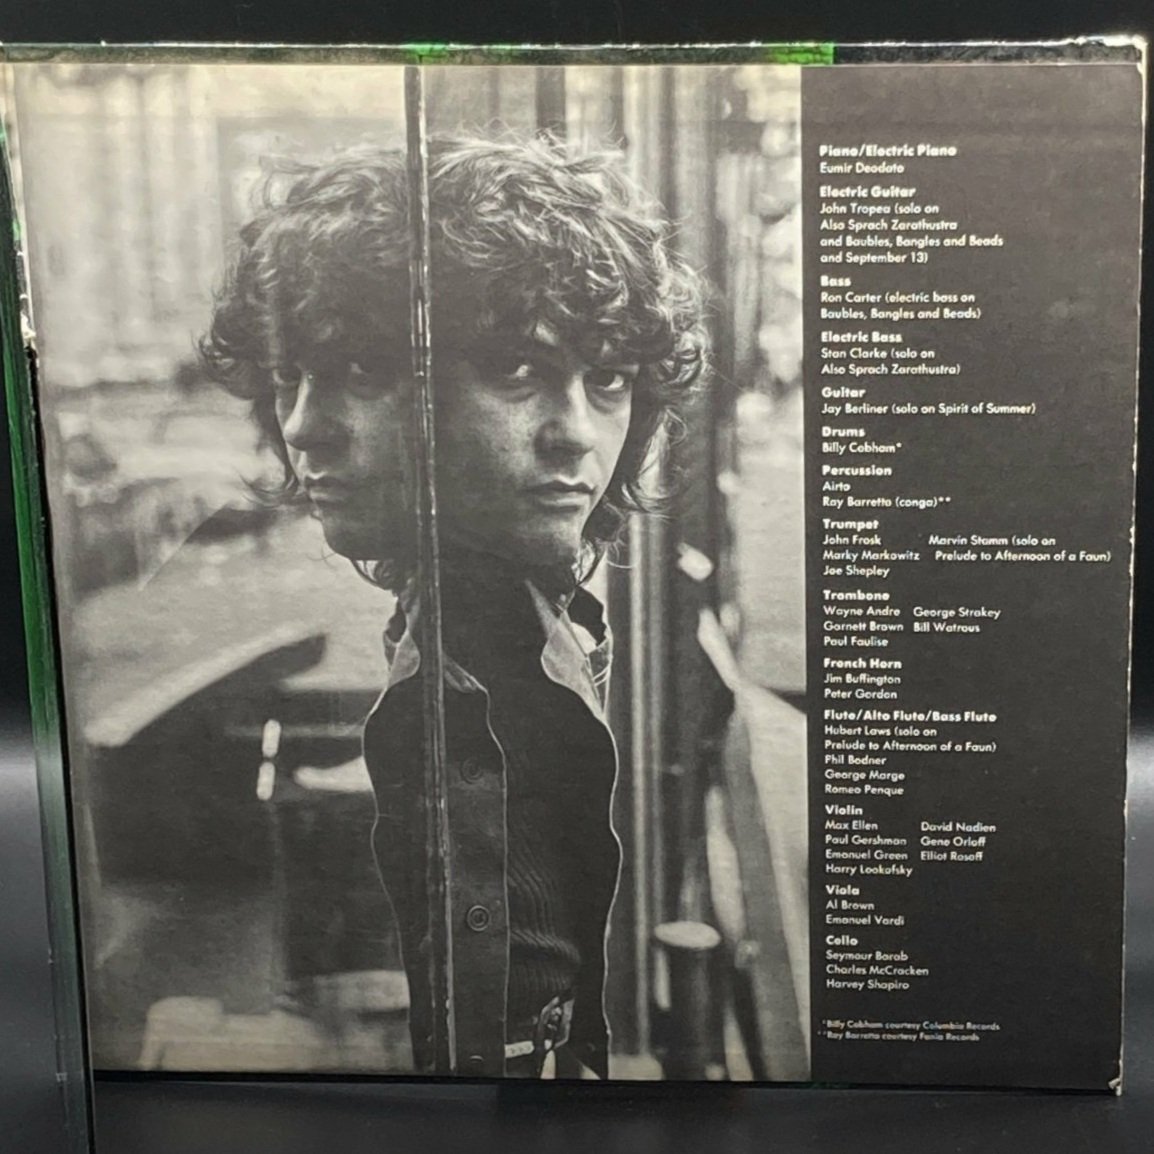 Piano/Electric Piano
Eumir Deodato
Electric Guitar
John Tropea (solo on
Also Sprach Zarathustra
and Baubles, Bangles and Beads
and September 13)
Bass
Ron Carter (electric bass on
Baubles, Bangles and Beads)
Electric Bass
Stan Clarke (solo on
Also Sprach Zarathustra)
Guitar
Jay Berliner (solo on Spirit of Summer)
Drums
Billy Cobham*
Percussion
Airto
Ray Barretto (conga)**
Trumpet
John Frosk Marvin Stamm (solo on
Marky Markowitz Prelude to Afternoon of a Faun)
Joe Shepley
Trombone
Wayne Andre George Strakey
Garnett Brown Bill Watrous
Paul Faulise
French Horn
Jim Buffington
Peter Gordon
Flute/Alto Flute/Bass Flute
Hubert Laws (solo on
Prelude to Afternoon of a Faun)
Phil Bodner
George Marge
Romeo Penque
Violin
Max Ellen David Nadien
Paul Gershman Gene Orloff
Emanuel Green Elliot Rosoff
Harry Lookofsky
Viola
Al Brown
Emanuel Vardi
Cello
Seymour Barab
Charles McCracken
Harvey Shapiro
*Billy Cobham courtesy Columbia Records
**Ray Barretto courtesy Fania Records